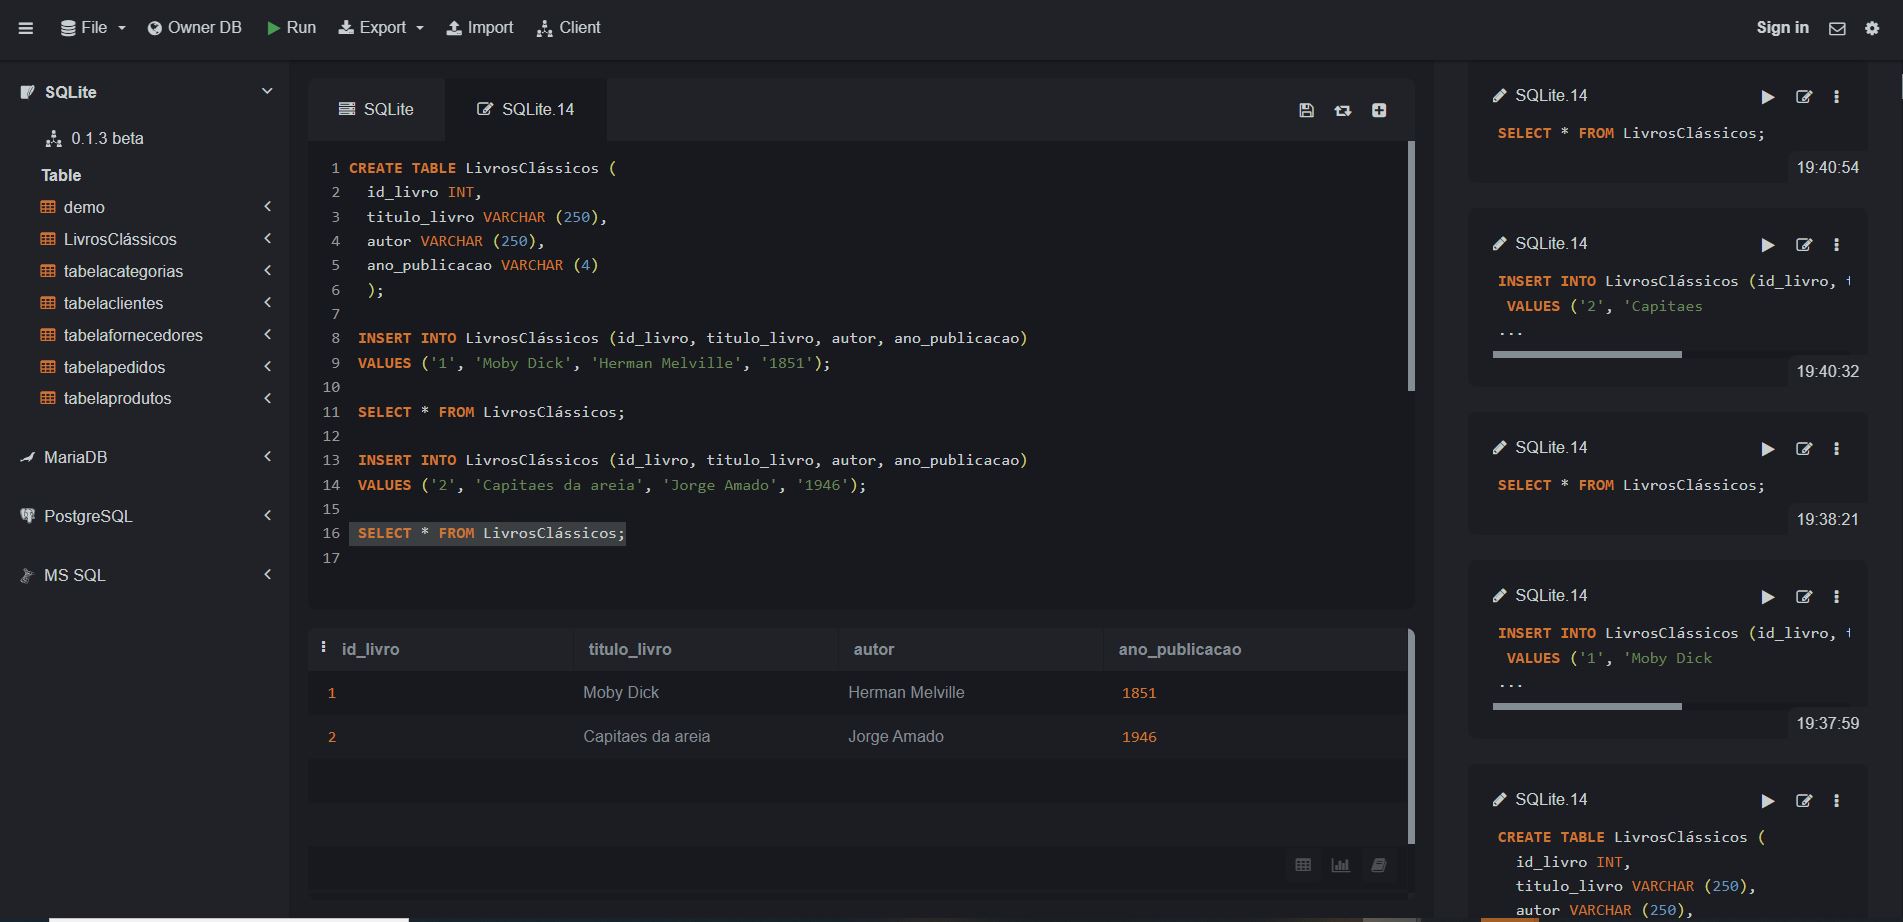 File Owner DB Run Export Import Client Sign in
SQLite
0.1.3 beta
Table
demo
LivrosClássicos
tabelacategorias
tabelaclientes
tabelafornecedores
tabelapedidos
tabelaprodutos
MariaDB
PostgreSQL
MS SQL
SQLite SQLite.14
1 CREATE TABLE LivrosClássicos (
2 id_livro INT,
3 titulo_livro VARCHAR (250),
4 autor VARCHAR (250),
5 ano_publicacao VARCHAR (4)
6 );
7
8 INSERT INTO LivrosClássicos (id_livro, titulo_livro, autor, ano_publicacao)
9 VALUES ('1', 'Moby Dick', 'Herman Melville', '1851');
10
11 SELECT * FROM LivrosClássicos;
12
13 INSERT INTO LivrosClássicos (id_livro, titulo_livro, autor, ano_publicacao)
14 VALUES ('2', 'Capitaes da areia', 'Jorge Amado', '1946');
15
16 SELECT * FROM LivrosClássicos;
17
id_livro titulo_livro autor ano_publicacao
1 Moby Dick Herman Melville 1851
2 Capitaes da areia Jorge Amado 1946
SQLite.14
SELECT * FROM LivrosClássicos;
19:40:54
SQLite.14
INSERT INTO LivrosClássicos (id_livro,
VALUES ('2', 'Capitaes
...
19:40:32
SQLite.14
SELECT * FROM LivrosClássicos;
19:38:21
SQLite.14
INSERT INTO LivrosClássicos (id_livro,
VALUES ('1', 'Moby Dick
...
19:37:59
SQLite.14
CREATE TABLE LivrosClássicos (
id_livro INT,
titulo_livro VARCHAR (250),
autor VARCHAR (250),